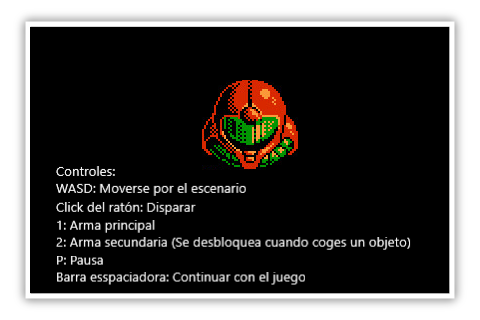 Controles:
WASD: Moverse por el escenario
Click del ratón: Disparar
1: Arma principal
2: Arma secundaria (Se desbloquea cuando coges un objeto)
P: Pausa
Barra esspaciadora: Continuar con el juego